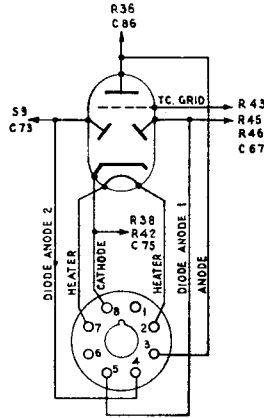 R36
C86
T.C. GRID
R 43
S9
C73
R45
R46
C67
R38
R42
C75
DIODE ANODE 2
HEATER
CATHODE
HEATER
DIODE ANODE 1
ANODE
8
1
7
2
6
3
5
4